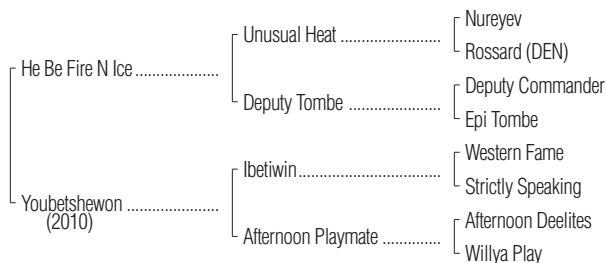 Nureyev
Unusual Heat
Rossard (DEN)
He Be Fire N Ice
Deputy Commander
Deputy Tombe
Epi Tombe
Western Fame
Ibetiwin
Strictly Speaking
Youbetshewon
(2010)
Afternoon Deelites
Afternoon Playmate
Willya Play